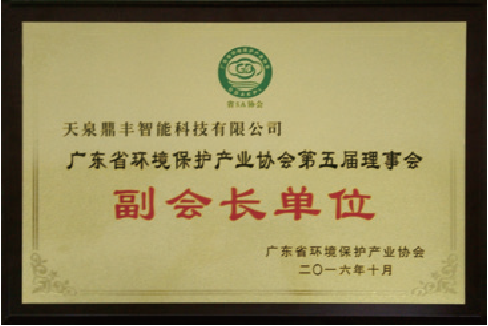 天泉鼎丰智能科技有限公司
广东省环境保护产业协会第五届理事会
副会长单位
广东省环境保护产业协会
二〇一六年十月